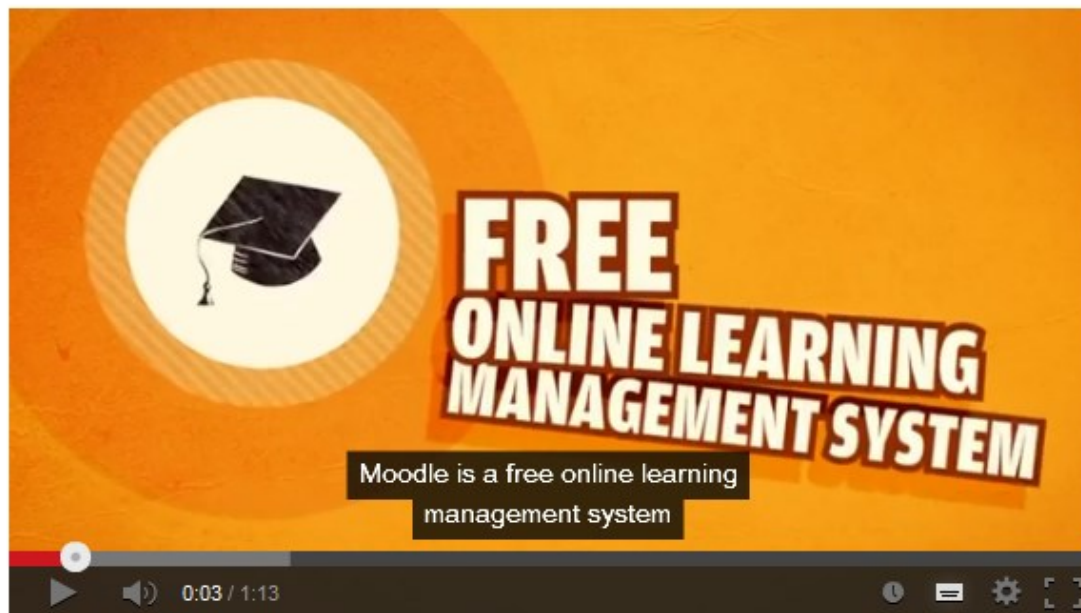 FREE
ONLINE LEARNING
MANAGEMENT SYSTEM
Moodle is a free online learning
management system
0:03 / 1:13